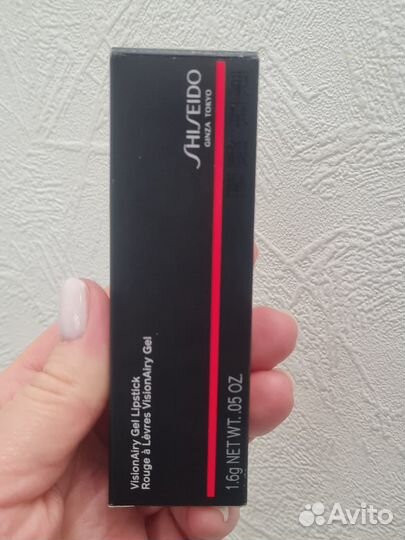 SHISEIDO
GINZA TOKYO
VisionAiry Gel Lipstick
Rouge à Lèvres VisionAiry Gel
1.6g NET WT. .05 OZ.
Avito